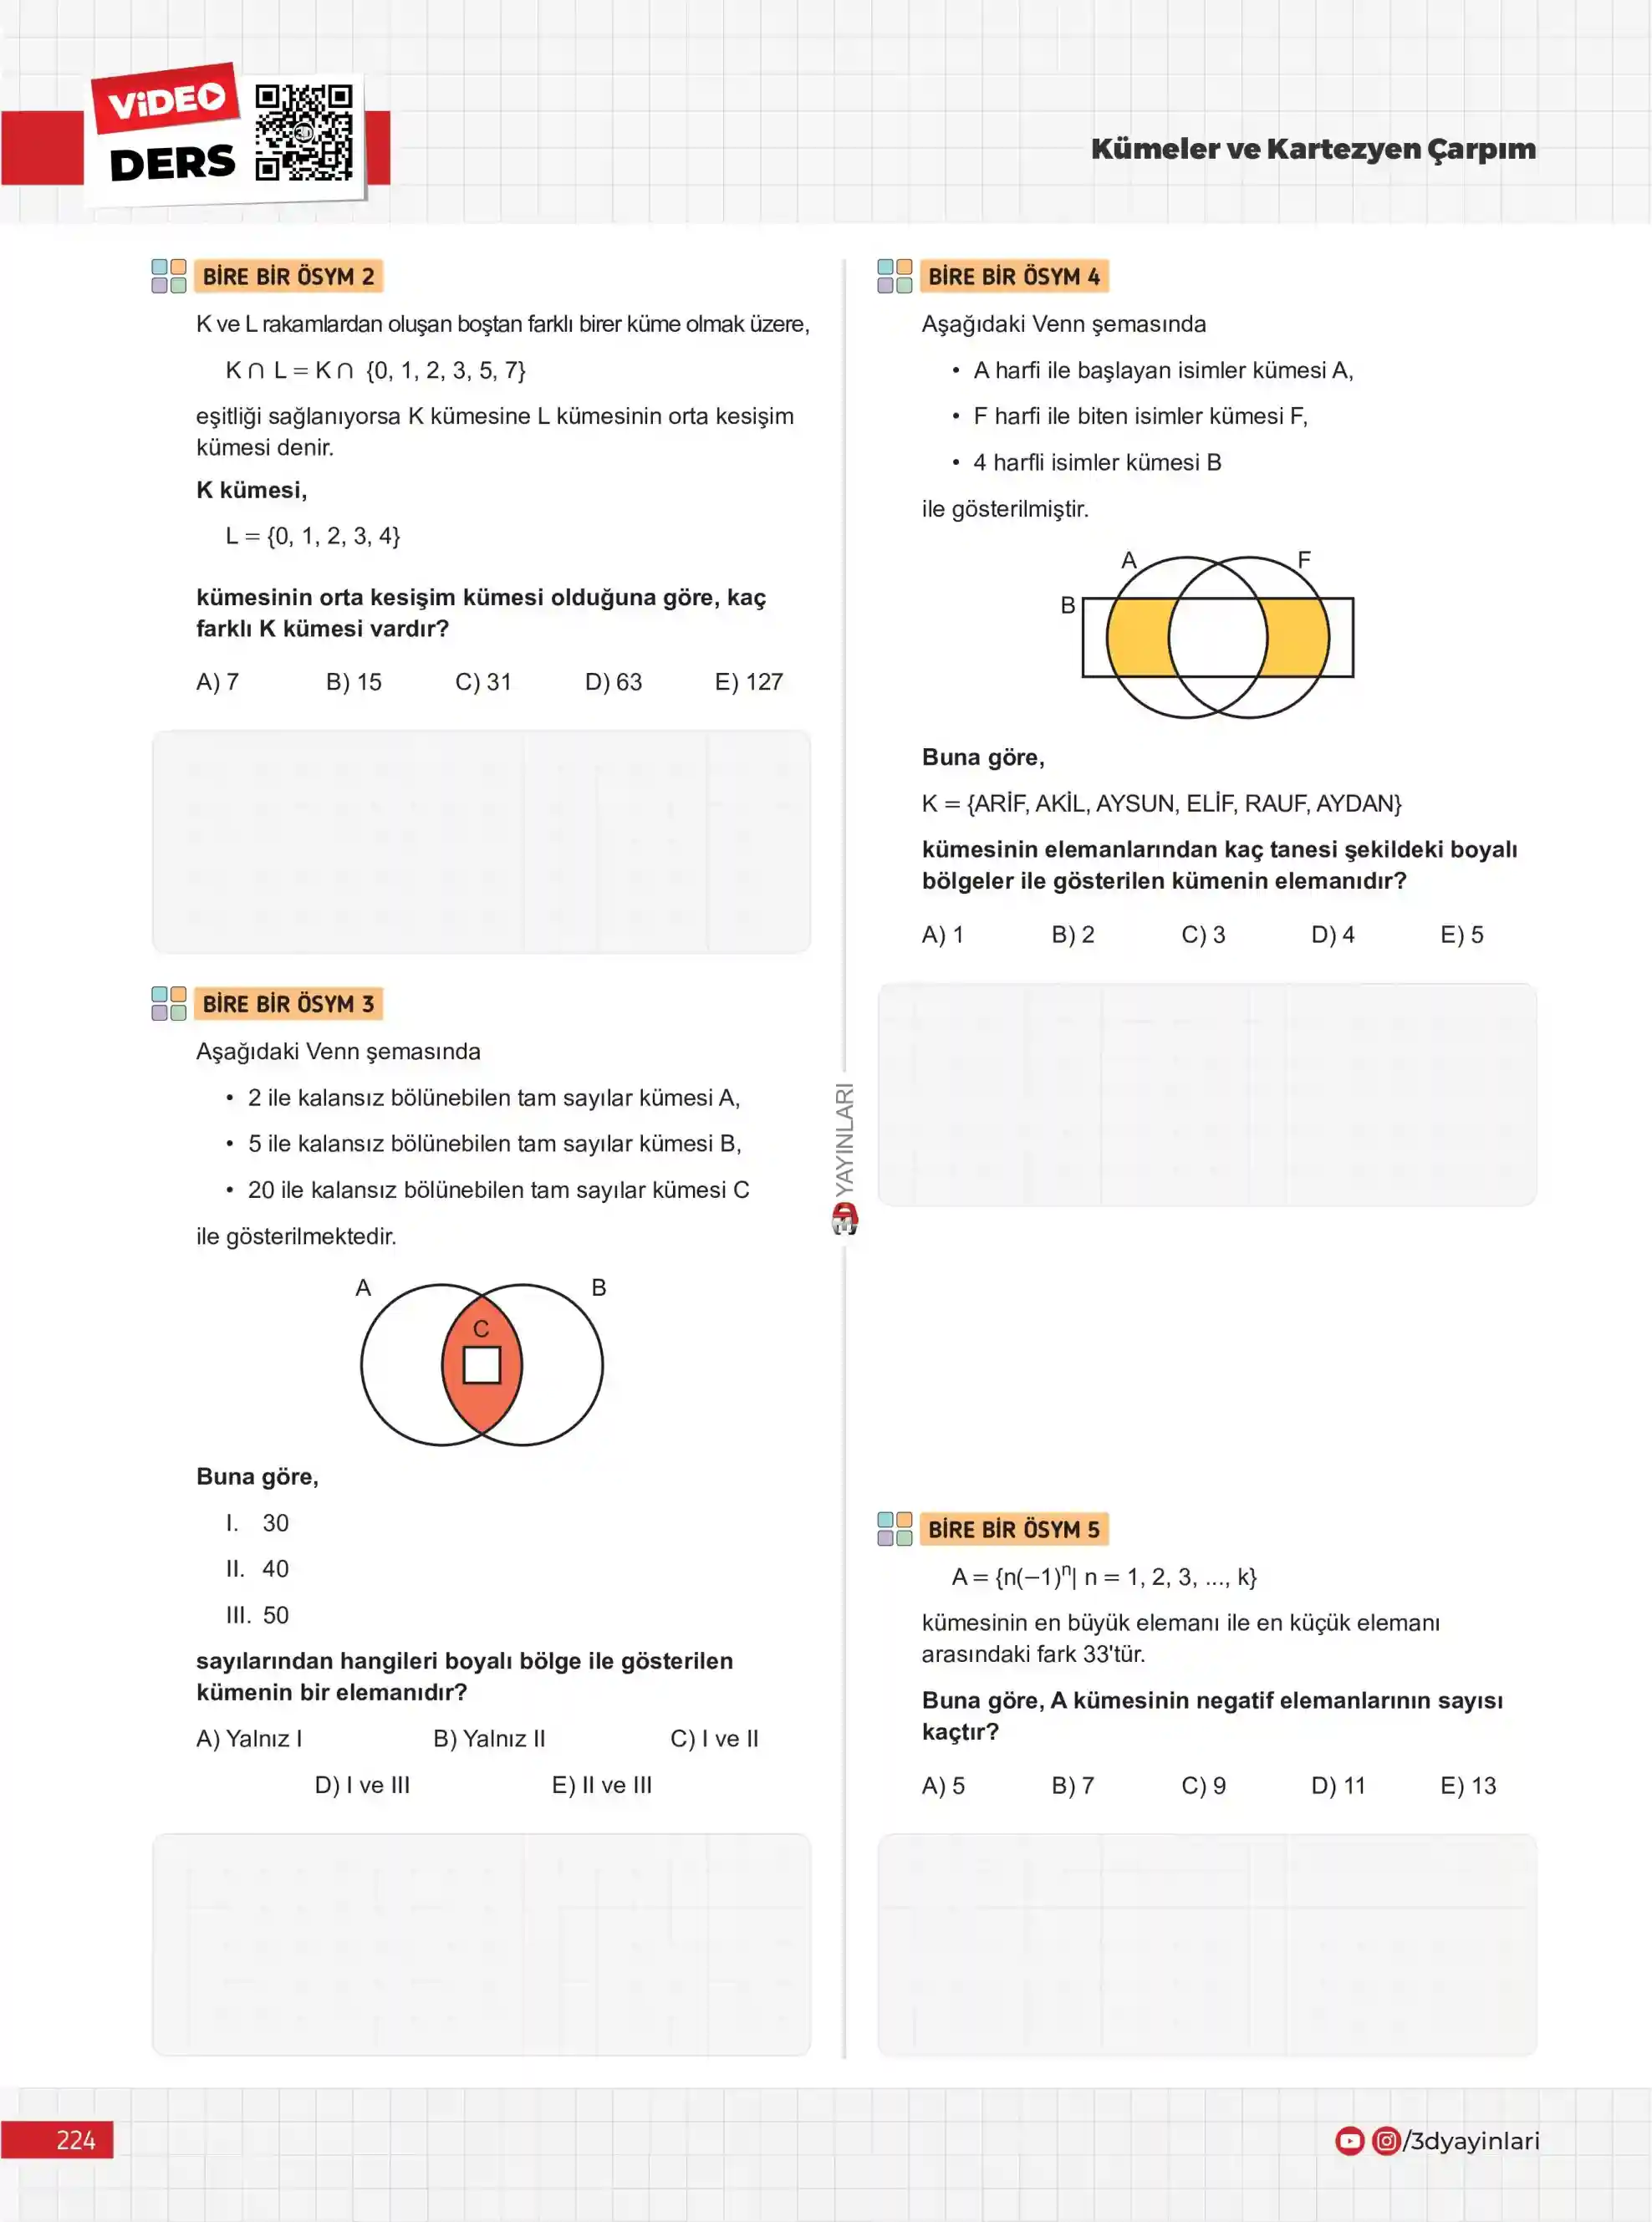 VİDEO
DERS
Kümeler ve Kartezyen Çarpım
BİRE BİR ÖSYM 2
K ve L rakamlardan oluşan boştan farklı birer küme olmak üzere,
K ∩ L = K ∩ {0, 1, 2, 3, 5, 7}
eşitliği sağlanıyorsa K kümesine L kümesinin orta kesişim
kümesi denir.
K kümesi,
L = {0, 1, 2, 3, 4}
kümesinin orta kesişim kümesi olduğuna göre, kaç
farklı K kümesi vardır?
A) 7 B) 15 C) 31 D) 63 E) 127
BİRE BİR ÖSYM 3
Aşağıdaki Venn şemasında
• 2 ile kalansız bölünebilen tam sayılar kümesi A,
• 5 ile kalansız bölünebilen tam sayılar kümesi B,
• 20 ile kalansız bölünebilen tam sayılar kümesi C
ile gösterilmektedir.
A B
C
Buna göre,
I. 30
II. 40
III. 50
sayılarından hangileri boyalı bölge ile gösterilen
kümenin bir elemanıdır?
A) Yalnız I B) Yalnız II C) I ve II
D) I ve III E) II ve III
YAYINLARI
BİRE BİR ÖSYM 4
Aşağıdaki Venn şemasında
• A harfi ile başlayan isimler kümesi A,
• F harfi ile biten isimler kümesi F,
• 4 harfli isimler kümesi B
ile gösterilmiştir.
A F
B
Buna göre,
K = {ARİF, AKİL, AYSUN, ELİF, RAUF, AYDAN}
kümesinin elemanlarından kaç tanesi şekildeki boyalı
bölgeler ile gösterilen kümenin elemanıdır?
A) 1 B) 2 C) 3 D) 4 E) 5
BİRE BİR ÖSYM 5
A = {n(−1)ⁿ| n = 1, 2, 3, ..., k}
kümesinin en büyük elemanı ile en küçük elemanı
arasındaki fark 33'tür.
Buna göre, A kümesinin negatif elemanlarının sayısı
kaçtır?
A) 5 B) 7 C) 9 D) 11 E) 13
224
/3dyayinlari